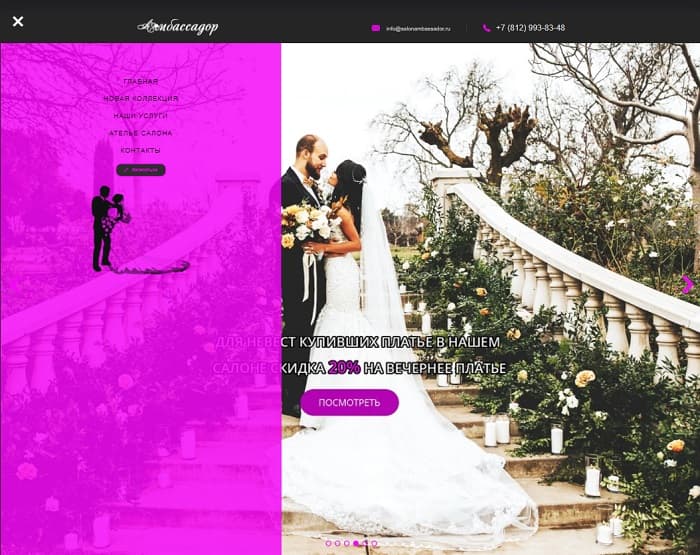 Амбассадор
info@salonambassador.ru
+7 (812) 993-83-48
ГЛАВНАЯ
НОВАЯ КОЛЛЕКЦИЯ
НАШИ УСЛУГИ
АТЕЛЬЕ САЛОНА
КОНТАКТЫ
ДЛЯ НЕВЕСТ КУПИВШИХ ПЛАТЬЕ В НАШЕМ
САЛОНЕ СКИДКА 20% НА ВЕЧЕРНЕЕ ПЛАТЬЕ
ПОСМОТРЕТЬ